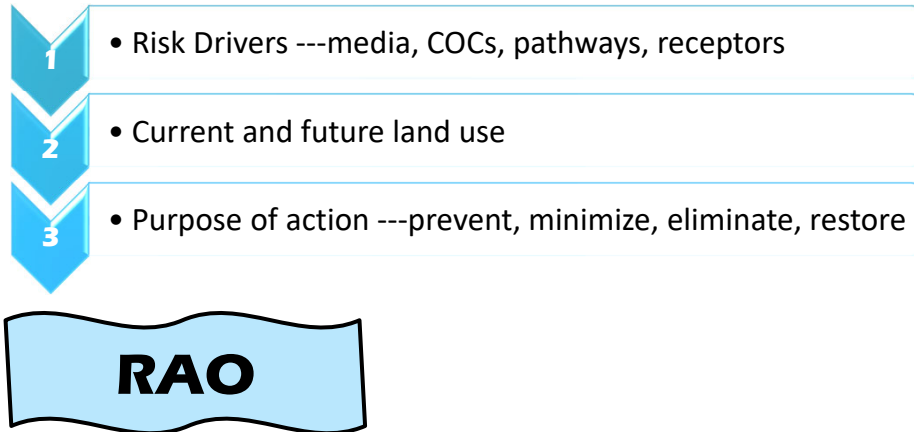 1
• Risk Drivers ---media, COCs, pathways, receptors
2
• Current and future land use
3
• Purpose of action ---prevent, minimize, eliminate, restore
RAO